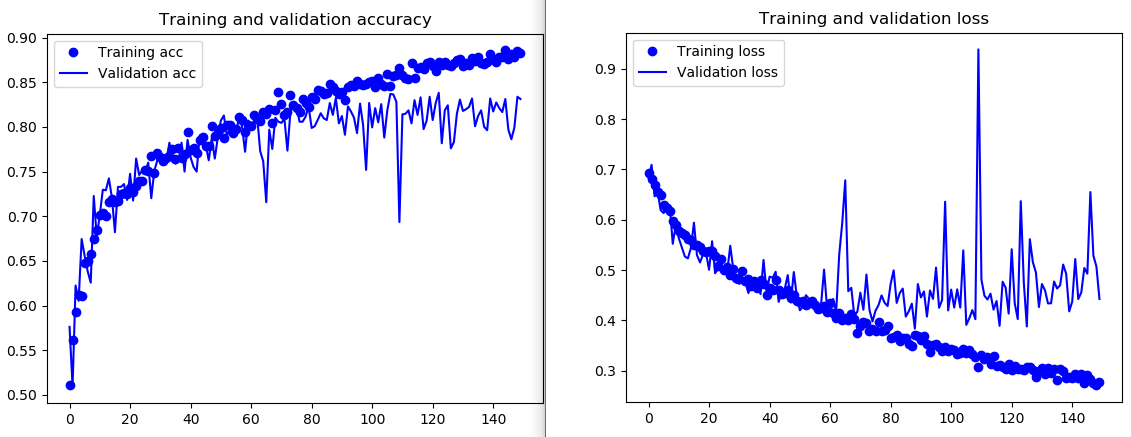 Training and validation accuracy
Training acc
Validation acc
0.90
0.85
0.80
0.75
0.70
0.65
0.60
0.55
0.50
0 20 40 60 80 100 120 140
Training and validation loss
Training loss
Validation loss
0.9
0.8
0.7
0.6
0.5
0.4
0.3
0 20 40 60 80 100 120 140